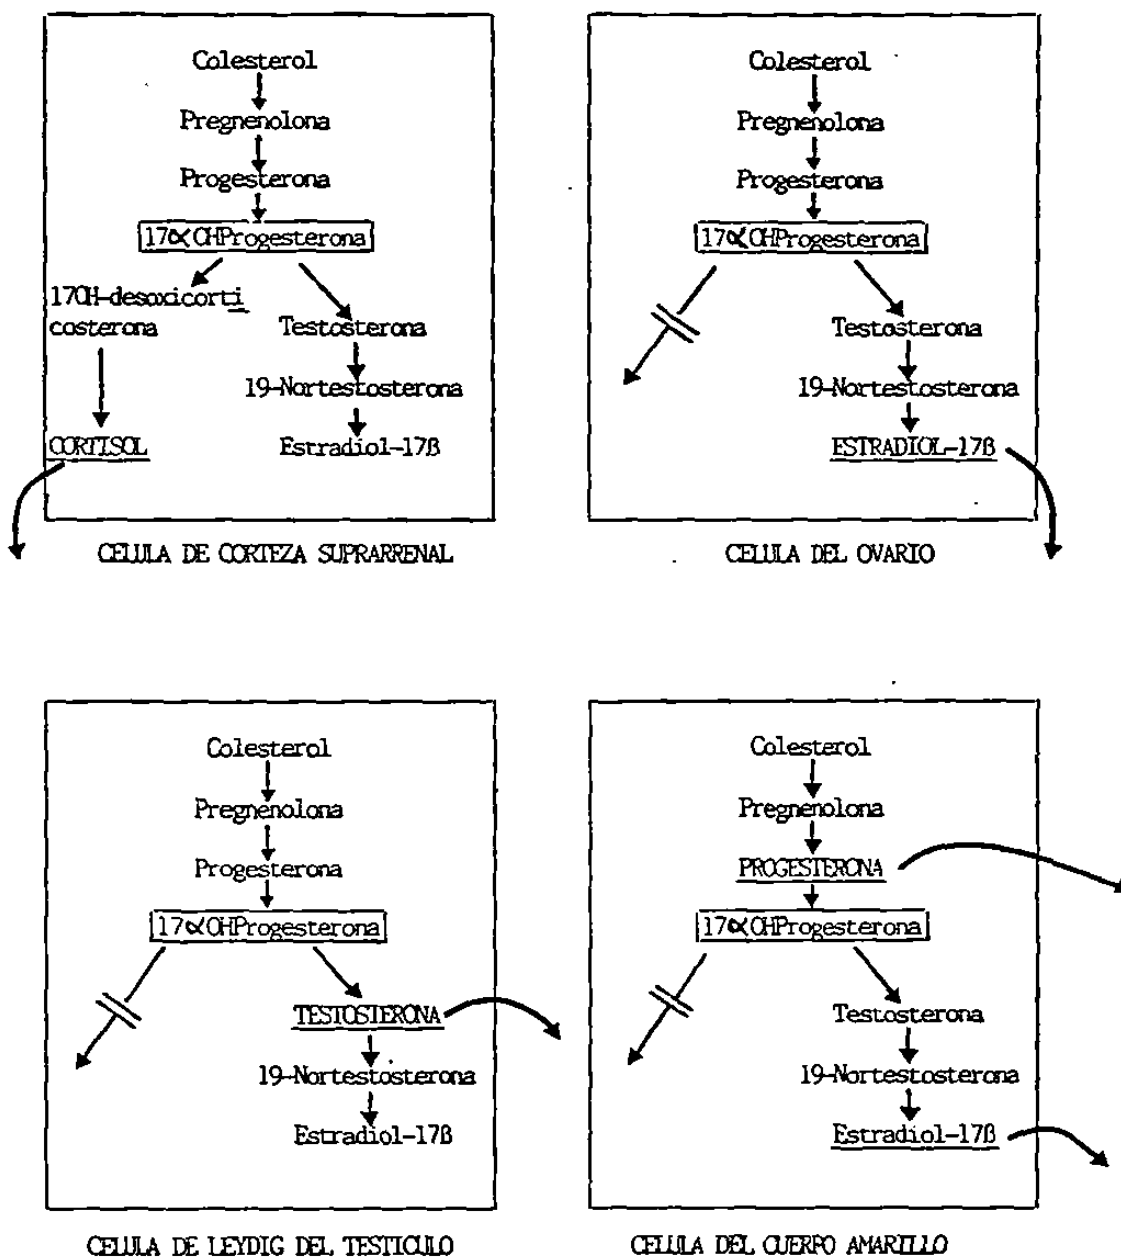 Colesterol
Pregnenolona
Progesterona
17αOHProgesterona
17OH-desoxicorti
costerona
Testosterona
19-Nortestosterona
CORTISOL
Estradiol-17β
CELULA DE CORTEZA SUPRARRENAL
Colesterol
Pregnenolona
Progesterona
17αOHProgesterona
Testosterona
19-Nortestosterona
ESTRADIOL-17β
CELULA DEL OVARIO
Colesterol
Pregnenolona
Progesterona
17αOHProgesterona
TESTOSTERONA
19-Nortestosterona
Estradiol-17β
CELULA DE LEYDIG DEL TESTICULO
Colesterol
Pregnenolona
PROGESTERONA
17αOHProgesterona
Testosterona
19-Nortestosterona
Estradiol-17β
CELULA DEL CUERPO AMARILLO